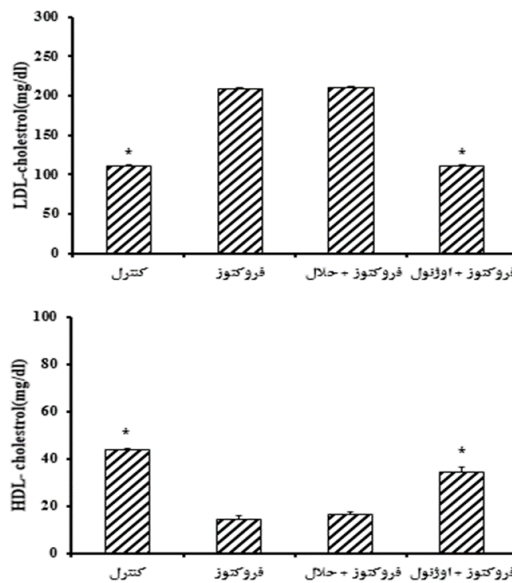 300
250
200
150
100
50
0
LDL-cholestrol(mg/dl)
*
*
کنترل
فروکتوز
فروکتوز + حلال
فروکتوز + اوژنول
100
80
60
40
20
0
HDL- cholestrol(mg/dl)
*
*
کنترل
فروکتوز
فروکتوز + حلال
فروکتوز + اوژنول